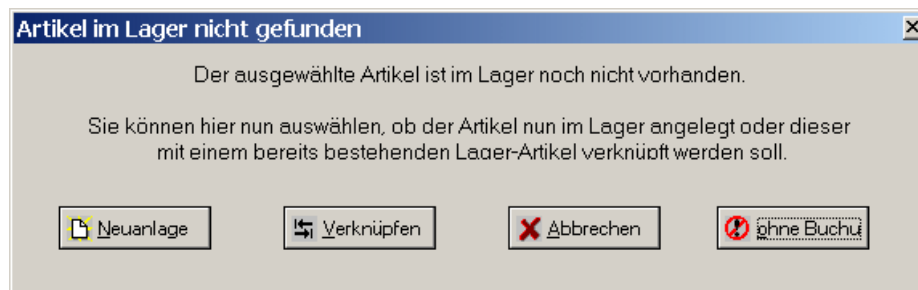 Artikel im Lager nicht gefunden
Der ausgewählte Artikel ist im Lager noch nicht vorhanden.
Sie können hier nun auswählen, ob der Artikel nun im Lager angelegt oder dieser
mit einem bereits bestehenden Lager-Artikel verknüpft werden soll.
Neuanlage Verknüpfen Abbrechen ohne Buchu